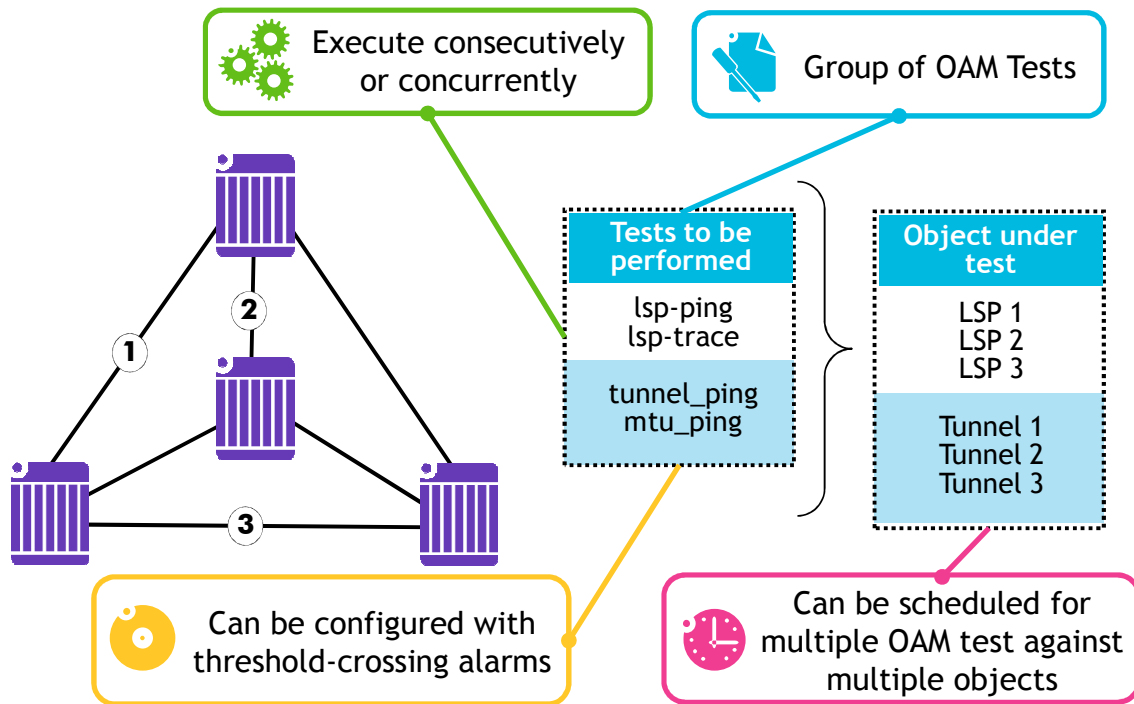 Execute consecutively
or concurrently
Group of OAM Tests
1
2
3
Tests to be
performed
lsp-ping
lsp-trace
tunnel_ping
mtu_ping
Object under
test
LSP 1
LSP 2
LSP 3
Tunnel 1
Tunnel 2
Tunnel 3
Can be configured with
threshold-crossing alarms
Can be scheduled for
multiple OAM test against
multiple objects